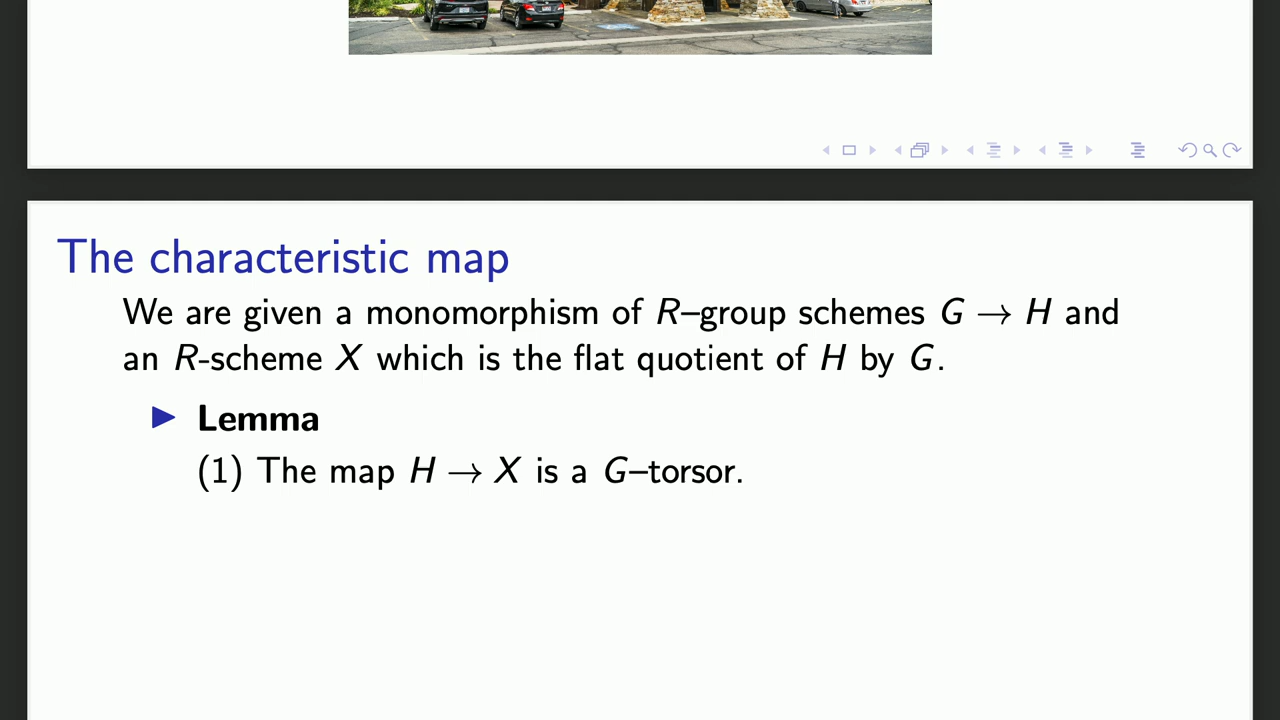 The characteristic map
We are given a monomorphism of R–group schemes G → H and
an R-scheme X which is the flat quotient of H by G.
▶ Lemma
(1) The map H → X is a G–torsor.